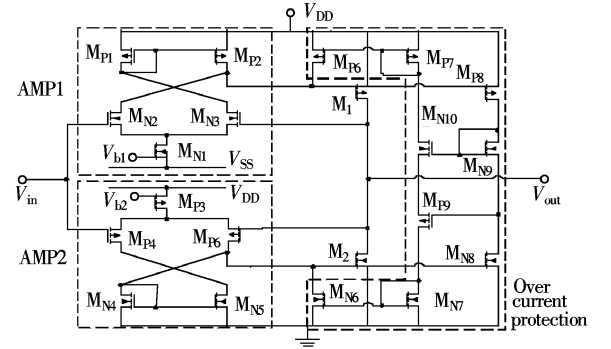 V_DD
M_P1
M_P2
M_P6
M_P7
M_P8
AMP1
M_1
M_N2
M_N3
M_N10
V_b1
M_N1
V_SS
M_N9
V_in
V_b2
M_P3
V_DD
M_P9
V_out
M_P4
M_P6
AMP2
M_2
M_N8
M_N4
M_N5
M_N6
M_N7
Over
current
protection